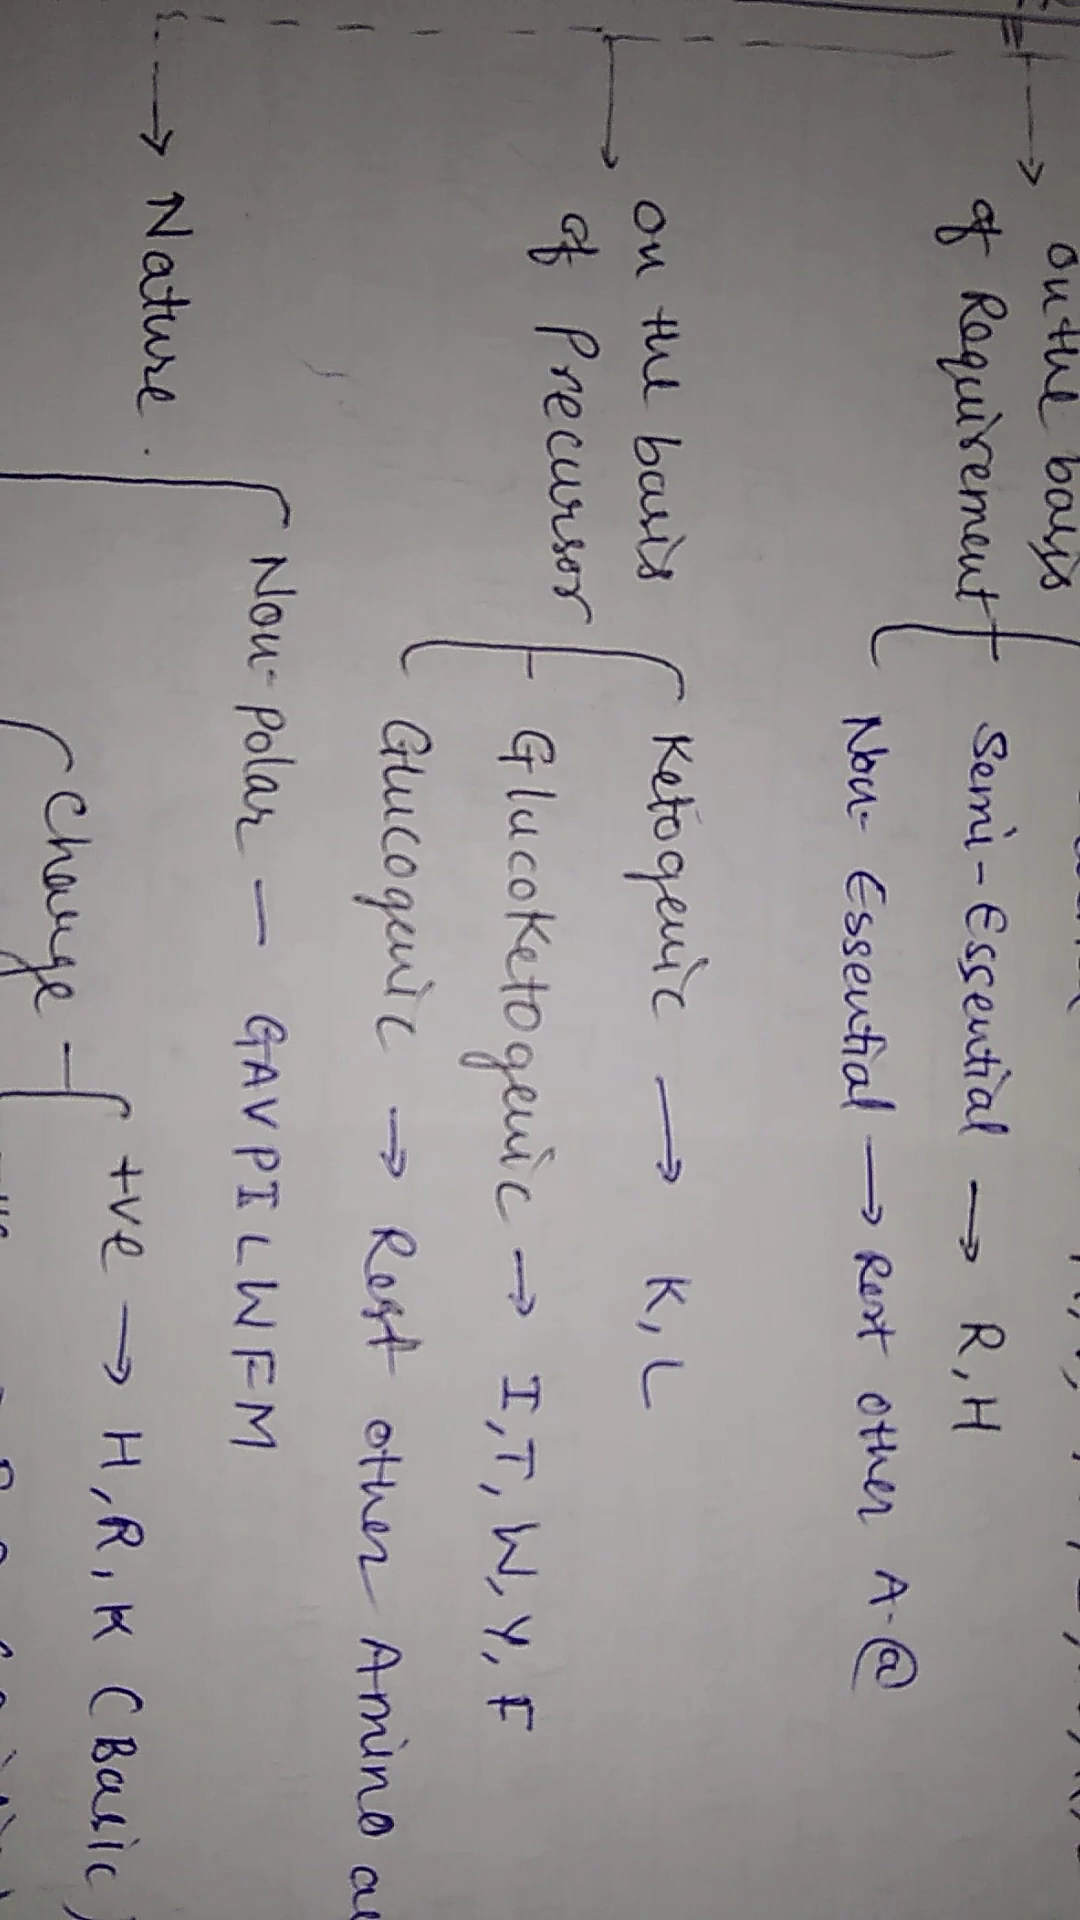 on the basis
of Requirement
Semi-Essential → R, H
Non-Essential → Rest other A-@
on the basis
of Precursor
Ketogenic → K, L
Glucoketogenic → I, T, W, Y, F
Glucogenic → Rest other Amino
→ Nature.
Non-polar — GAVPILWFM
Charge — +ve → H, R, K (Basic)